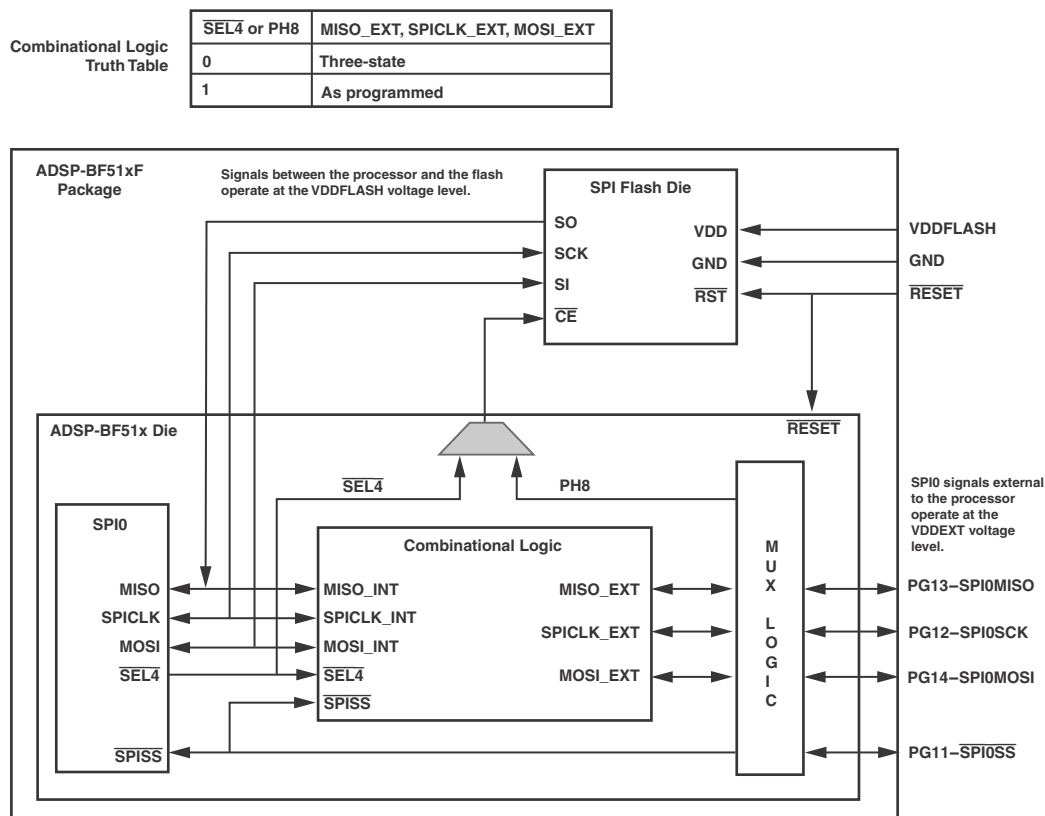 Combinational Logic
Truth Table
SEL4 or PH8
MISO_EXT, SPICLK_EXT, MOSI_EXT
0
Three-state
1
As programmed
ADSP-BF51xF
Package
Signals between the processor and the flash
operate at the VDDFLASH voltage level.
SPI Flash Die
SO
SCK
SI
CE
VDD
GND
RST
VDDFLASH
GND
RESET
ADSP-BF51x Die
RESET
SEL4
PH8
SPI0
MISO
SPICLK
MOSI
SEL4
SPISS
Combinational Logic
MISO_INT
SPICLK_INT
MOSI_INT
SEL4
SPISS
MISO_EXT
SPICLK_EXT
MOSI_EXT
MUX LOGIC
SPI0 signals external
to the processor
operate at the
VDDEXT voltage
level.
PG13–SPI0MISO
PG12–SPI0SCK
PG14–SPI0MOSI
PG11–SPI0SS